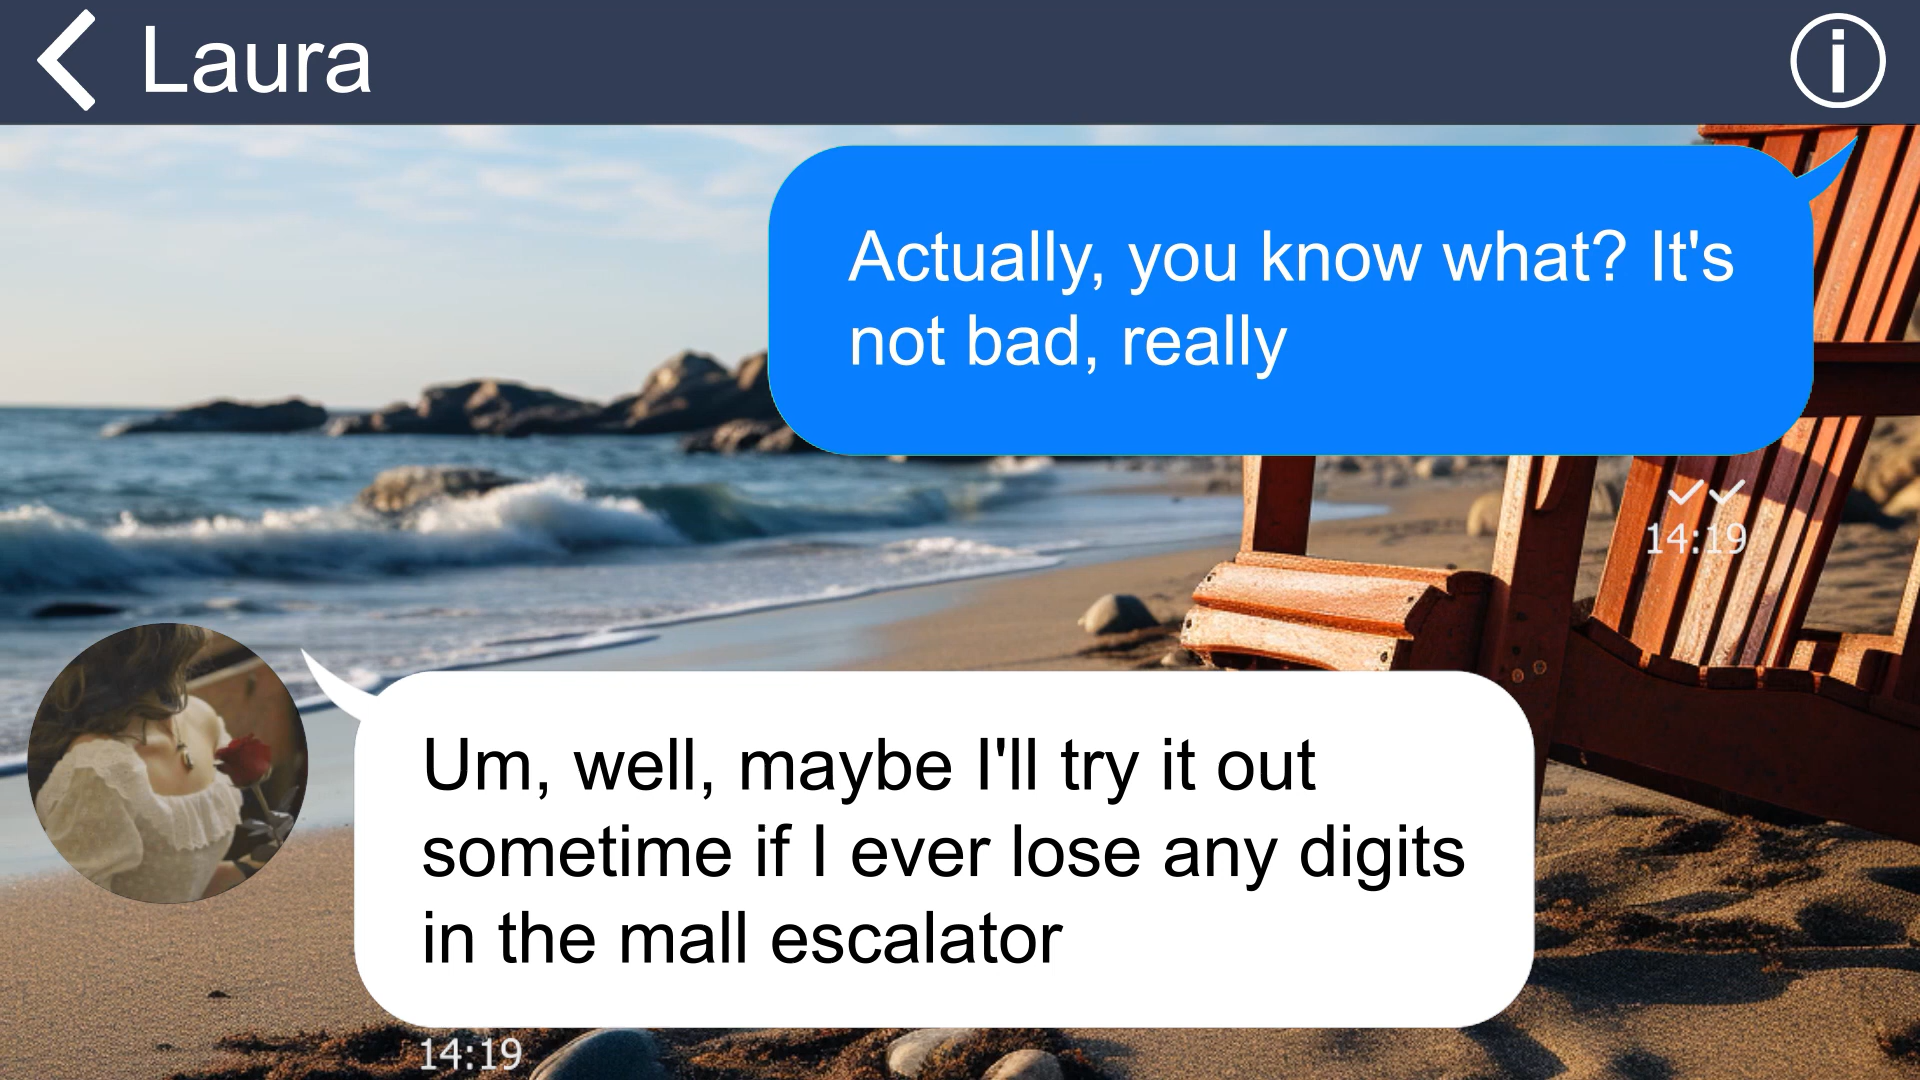 Laura
Actually, you know what? It's
not bad, really
14:19
Um, well, maybe I'll try it out
sometime if I ever lose any digits
in the mall escalator
14:19